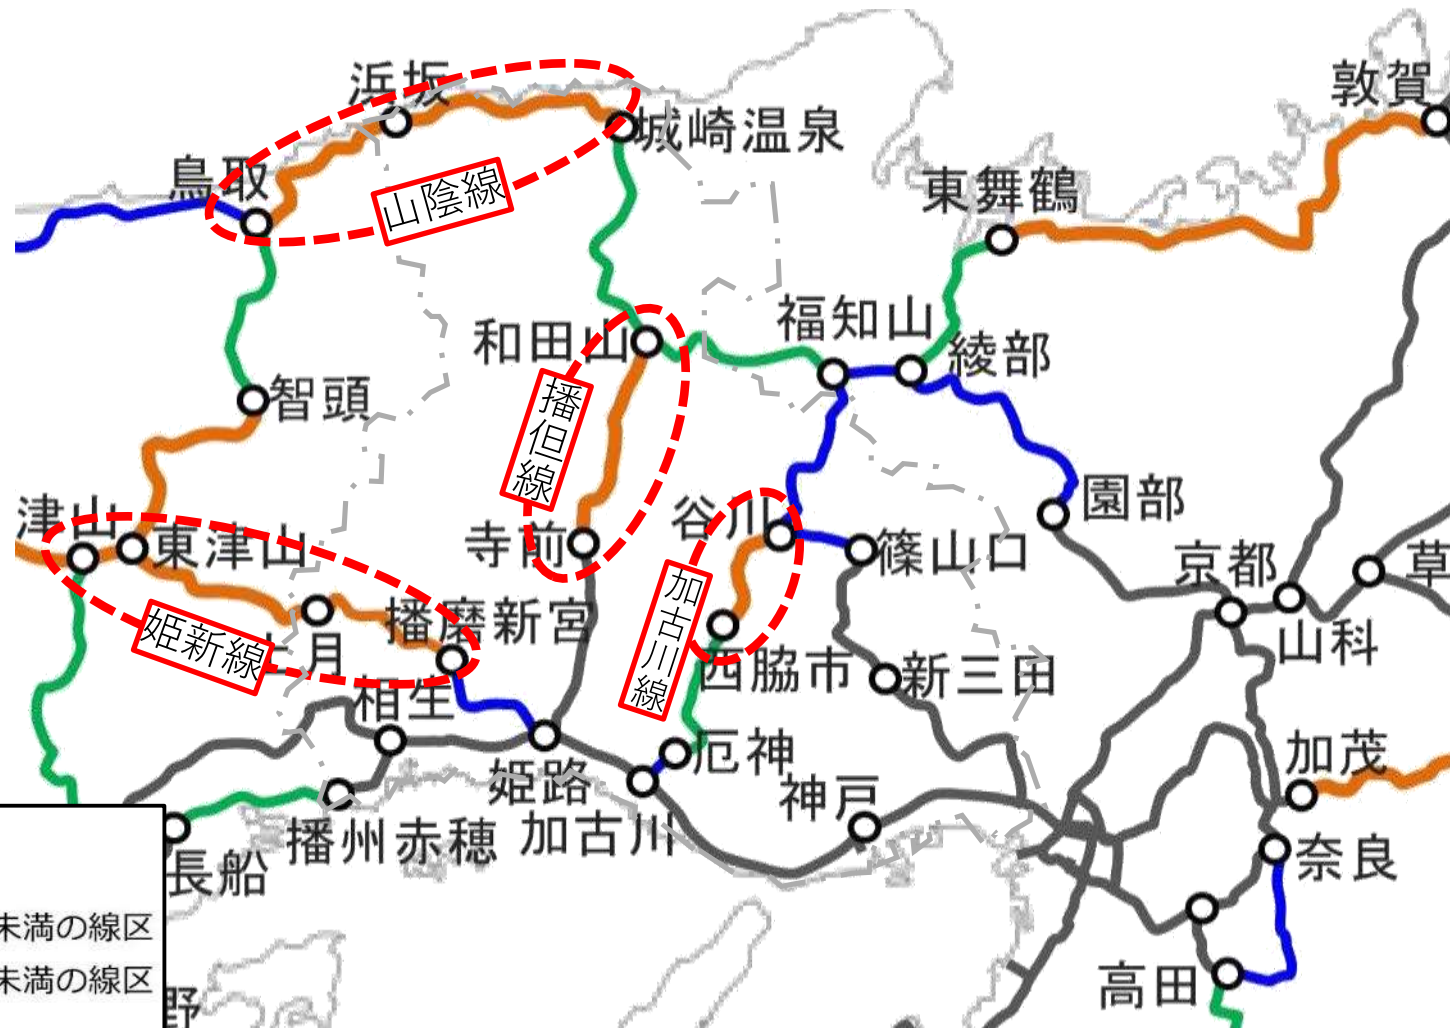 浜坂
城崎温泉
敦賀
鳥取
山陰線
東舞鶴
和田山
福知山
綾部
智頭
播但線
津山
東津山
寺前
谷川
篠山口
園部
京都
草
山科
加古川線
姫新線
月
播磨新宮
西脇市
新三田
相生
姫路
厄神
神戸
加茂
播州赤穂
加古川
奈良
長船
未満の線区
未満の線区
高田
野